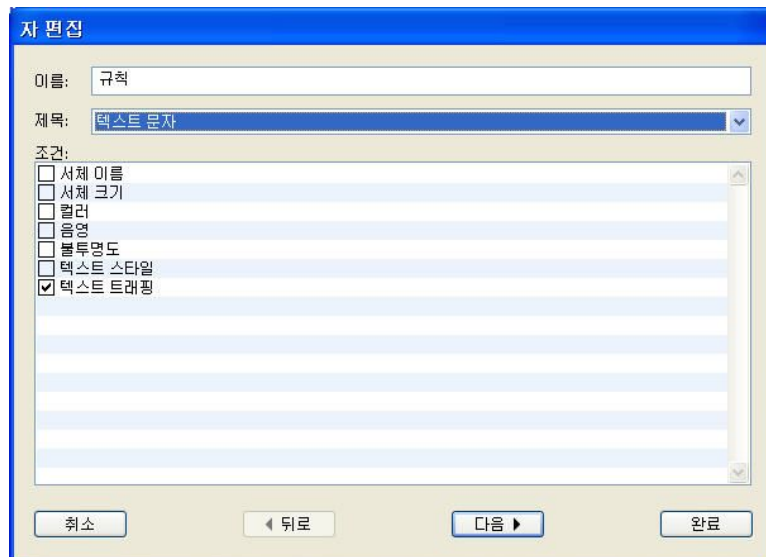 자 편집
이름: 규칙
제목: 텍스트 문자
조건:
서체 이름
서체 크기
컬러
음영
불투명도
텍스트 스타일
텍스트 트래핑
취소 뒤로 다음 완료